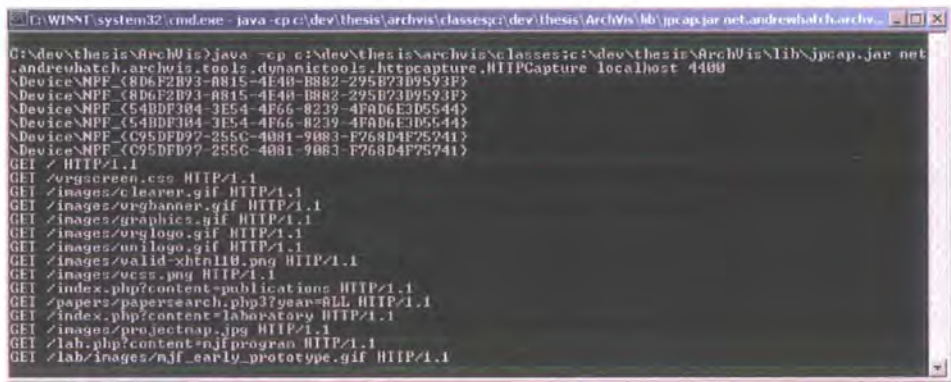 C:\WINNT\system32\cmd.exe - java -cp c:\dev\thesis\archvis\classes;c:\dev\thesis\ArchVis\lib\jpcap.jar net.andrewhatch.archv...
C:\dev\thesis\ArchVis>java -cp c:\dev\thesis\archvis\classes;c:\dev\thesis\ArchVis\lib\jpcap.jar net
.andrewhatch.archvis.tools.dynamictools.httpcapture.HTTPCapture localhost 4400
\Device\NPF_{8D6F2B93-A815-4E40-B882-295B73D9593F}
\Device\NPF_{8D6F2B93-A815-4E40-B882-295B73D9593F}
\Device\NPF_{54BDF304-3E54-4F66-8239-4FAD6E3D5544}
\Device\NPF_{54BDF304-3E54-4F66-8239-4FAD6E3D5544}
\Device\NPF_{C95DFD97-255C-4081-9083-F768D4F75741}
\Device\NPF_{C95DFD97-255C-4081-9083-F768D4F75741}
GET / HTTP/1.1
GET /vrgscreen.css HTTP/1.1
GET /images/clearer.gif HTTP/1.1
GET /images/vrgbanner.gif HTTP/1.1
GET /images/graphics.gif HTTP/1.1
GET /images/vrglogo.gif HTTP/1.1
GET /images/unilogo.gif HTTP/1.1
GET /images/valid-xhtml10.png HTTP/1.1
GET /images/vcss.png HTTP/1.1
GET /index.php?content=publications HTTP/1.1
GET /papers/papersearch.php3?year=ALL HTTP/1.1
GET /index.php?content=laboratory HTTP/1.1
GET /images/projectmap.jpg HTTP/1.1
GET /lab.php?content=mjfprogram HTTP/1.1
GET /lab/images/mjf_early_prototype.gif HTTP/1.1